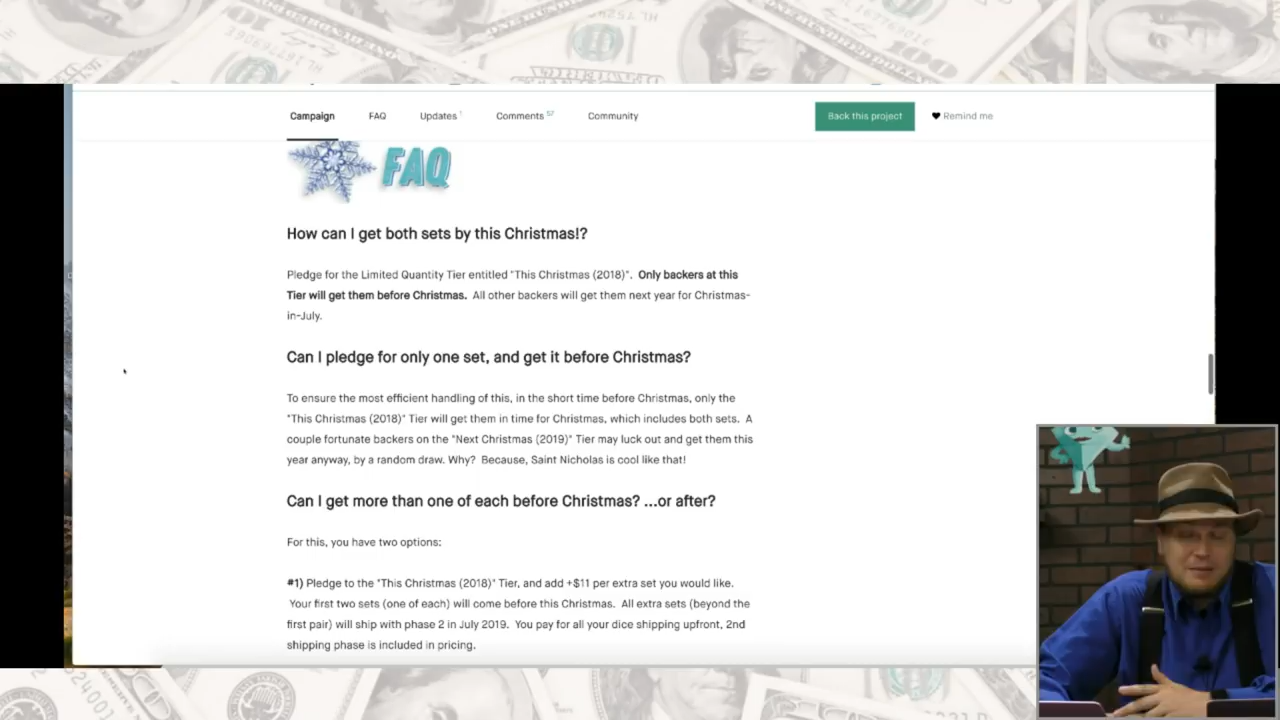 Campaign FAQ Updates 1 Comments 57 Community Back this project Remind me
FAQ
How can I get both sets by this Christmas!?
Pledge for the Limited Quantity Tier entitled "This Christmas (2018)". Only backers at this
Tier will get them before Christmas. All other backers will get them next year for Christmas-
in-July.
Can I pledge for only one set, and get it before Christmas?
To ensure the most efficient handling of this, in the short time before Christmas, only the
"This Christmas (2018)" Tier will get them in time for Christmas, which includes both sets. A
couple fortunate backers on the "Next Christmas (2019)" Tier may luck out and get them this
year anyway, by a random draw. Why? Because, Saint Nicholas is cool like that!
Can I get more than one of each before Christmas? ...or after?
For this, you have two options:
#1) Pledge to the "This Christmas (2018)" Tier, and add +$11 per extra set you would like.
Your first two sets (one of each) will come before this Christmas. All extra sets (beyond the
first pair) will ship with phase 2 in July 2019. You pay for all your dice shipping upfront, 2nd
shipping phase is included in pricing.